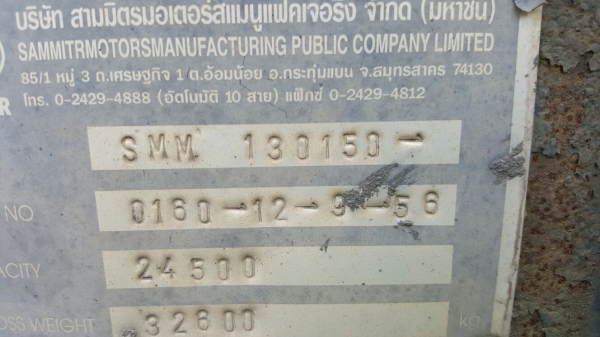 บริษัท สามมิตรมอเตอร์สแมนูแฟคเจอริ่ง จำกัด (มหาชน)
SAMMITRMOTORSMANUFACTURING PUBLIC COMPANY LIMITED
85/1 หมู่ 3 ถ.เศรษฐกิจ 1 ต.อ้อมน้อย อ.กระทุ่มแบน จ.สมุทรสาคร 74130
โทร. 0-2429-4888 (อัตโนมัติ 10 สาย) แฟ็กซ์ 0-2429-4812
SMM 130150-
NO 0160-12-9-56
ACITY 24500
OSS WEIGHT 32600 kg